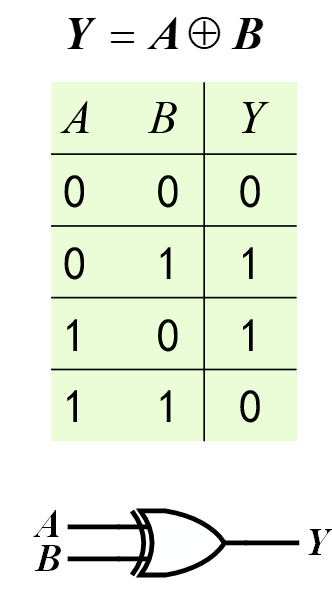 Y = A ⊕ B
A B Y
0 0 0
0 1 1
1 0 1
1 1 0
A
B
Y